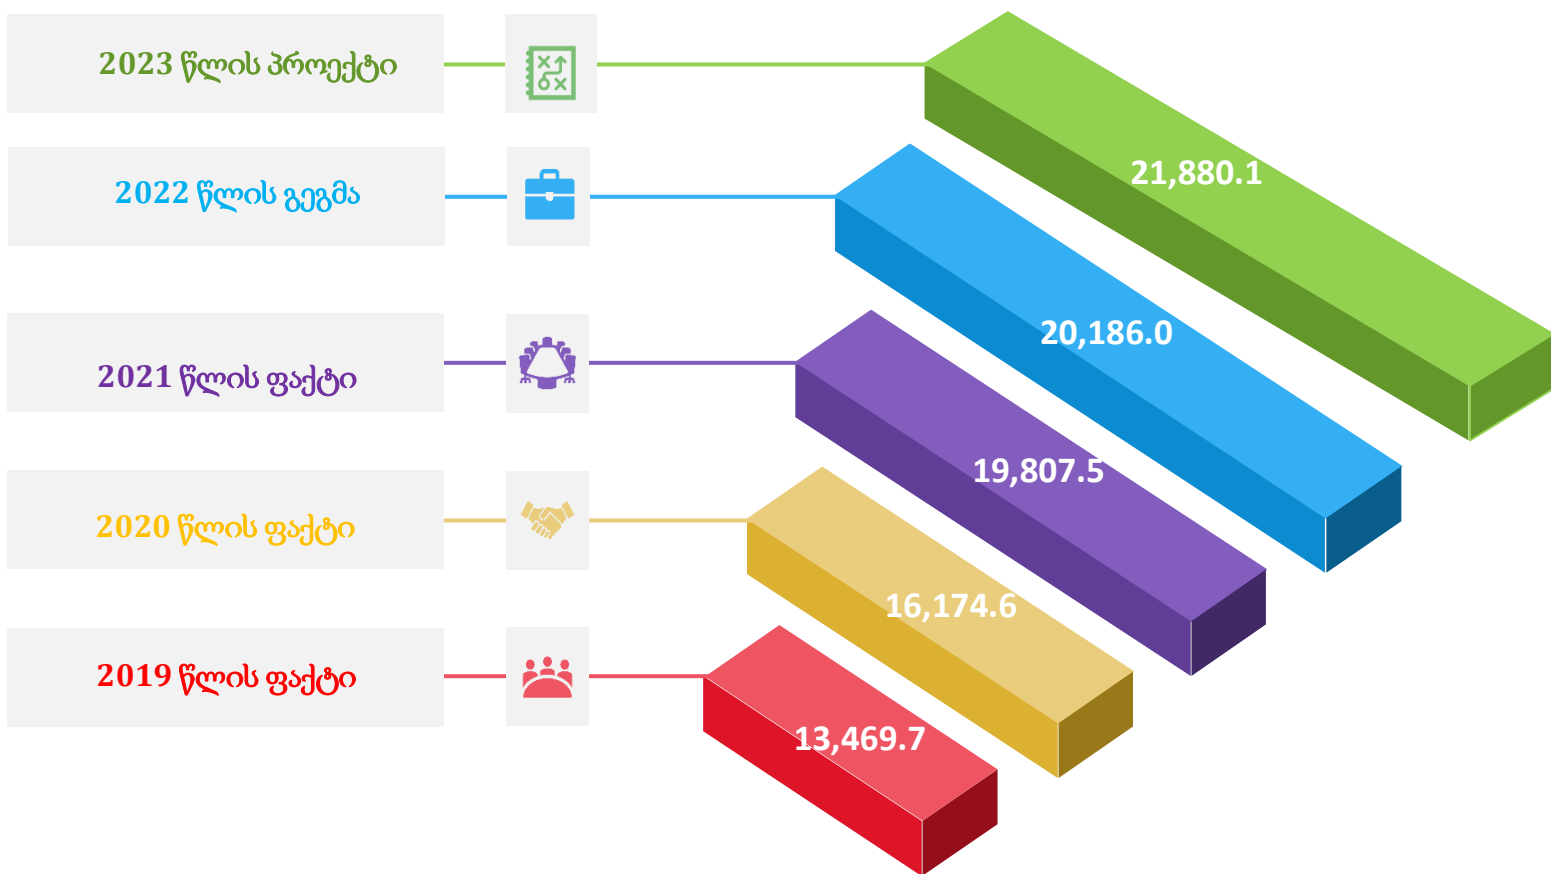 2023 წლის პროექტი
21,880.1
2022 წლის გეგმა
20,186.0
2021 წლის ფაქტი
19,807.5
2020 წლის ფაქტი
16,174.6
2019 წლის ფაქტი
13,469.7